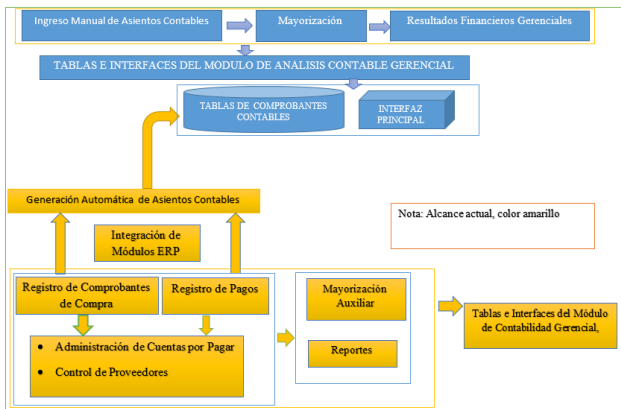 Ingreso Manual de Asientos Contables
Mayorización
Resultados Financieros Gerenciales
TABLAS E INTERFACES DEL MODULO DE ANÁLISIS CONTABLE GERENCIAL
TABLAS DE COMPROBANTES
CONTABLES
INTERFAZ
PRINCIPAL
Generación Automática de Asientos Contables
Nota: Alcance actual, color amarillo
Integración de
Módulos ERP
Registro de Comprobantes
de Compra
Registro de Pagos
Mayorización
Auxiliar
Tablas e Interfaces del Módulo
de Contabilidad Gerencial,
• Administración de Cuentas por Pagar
• Control de Proveedores
Reportes